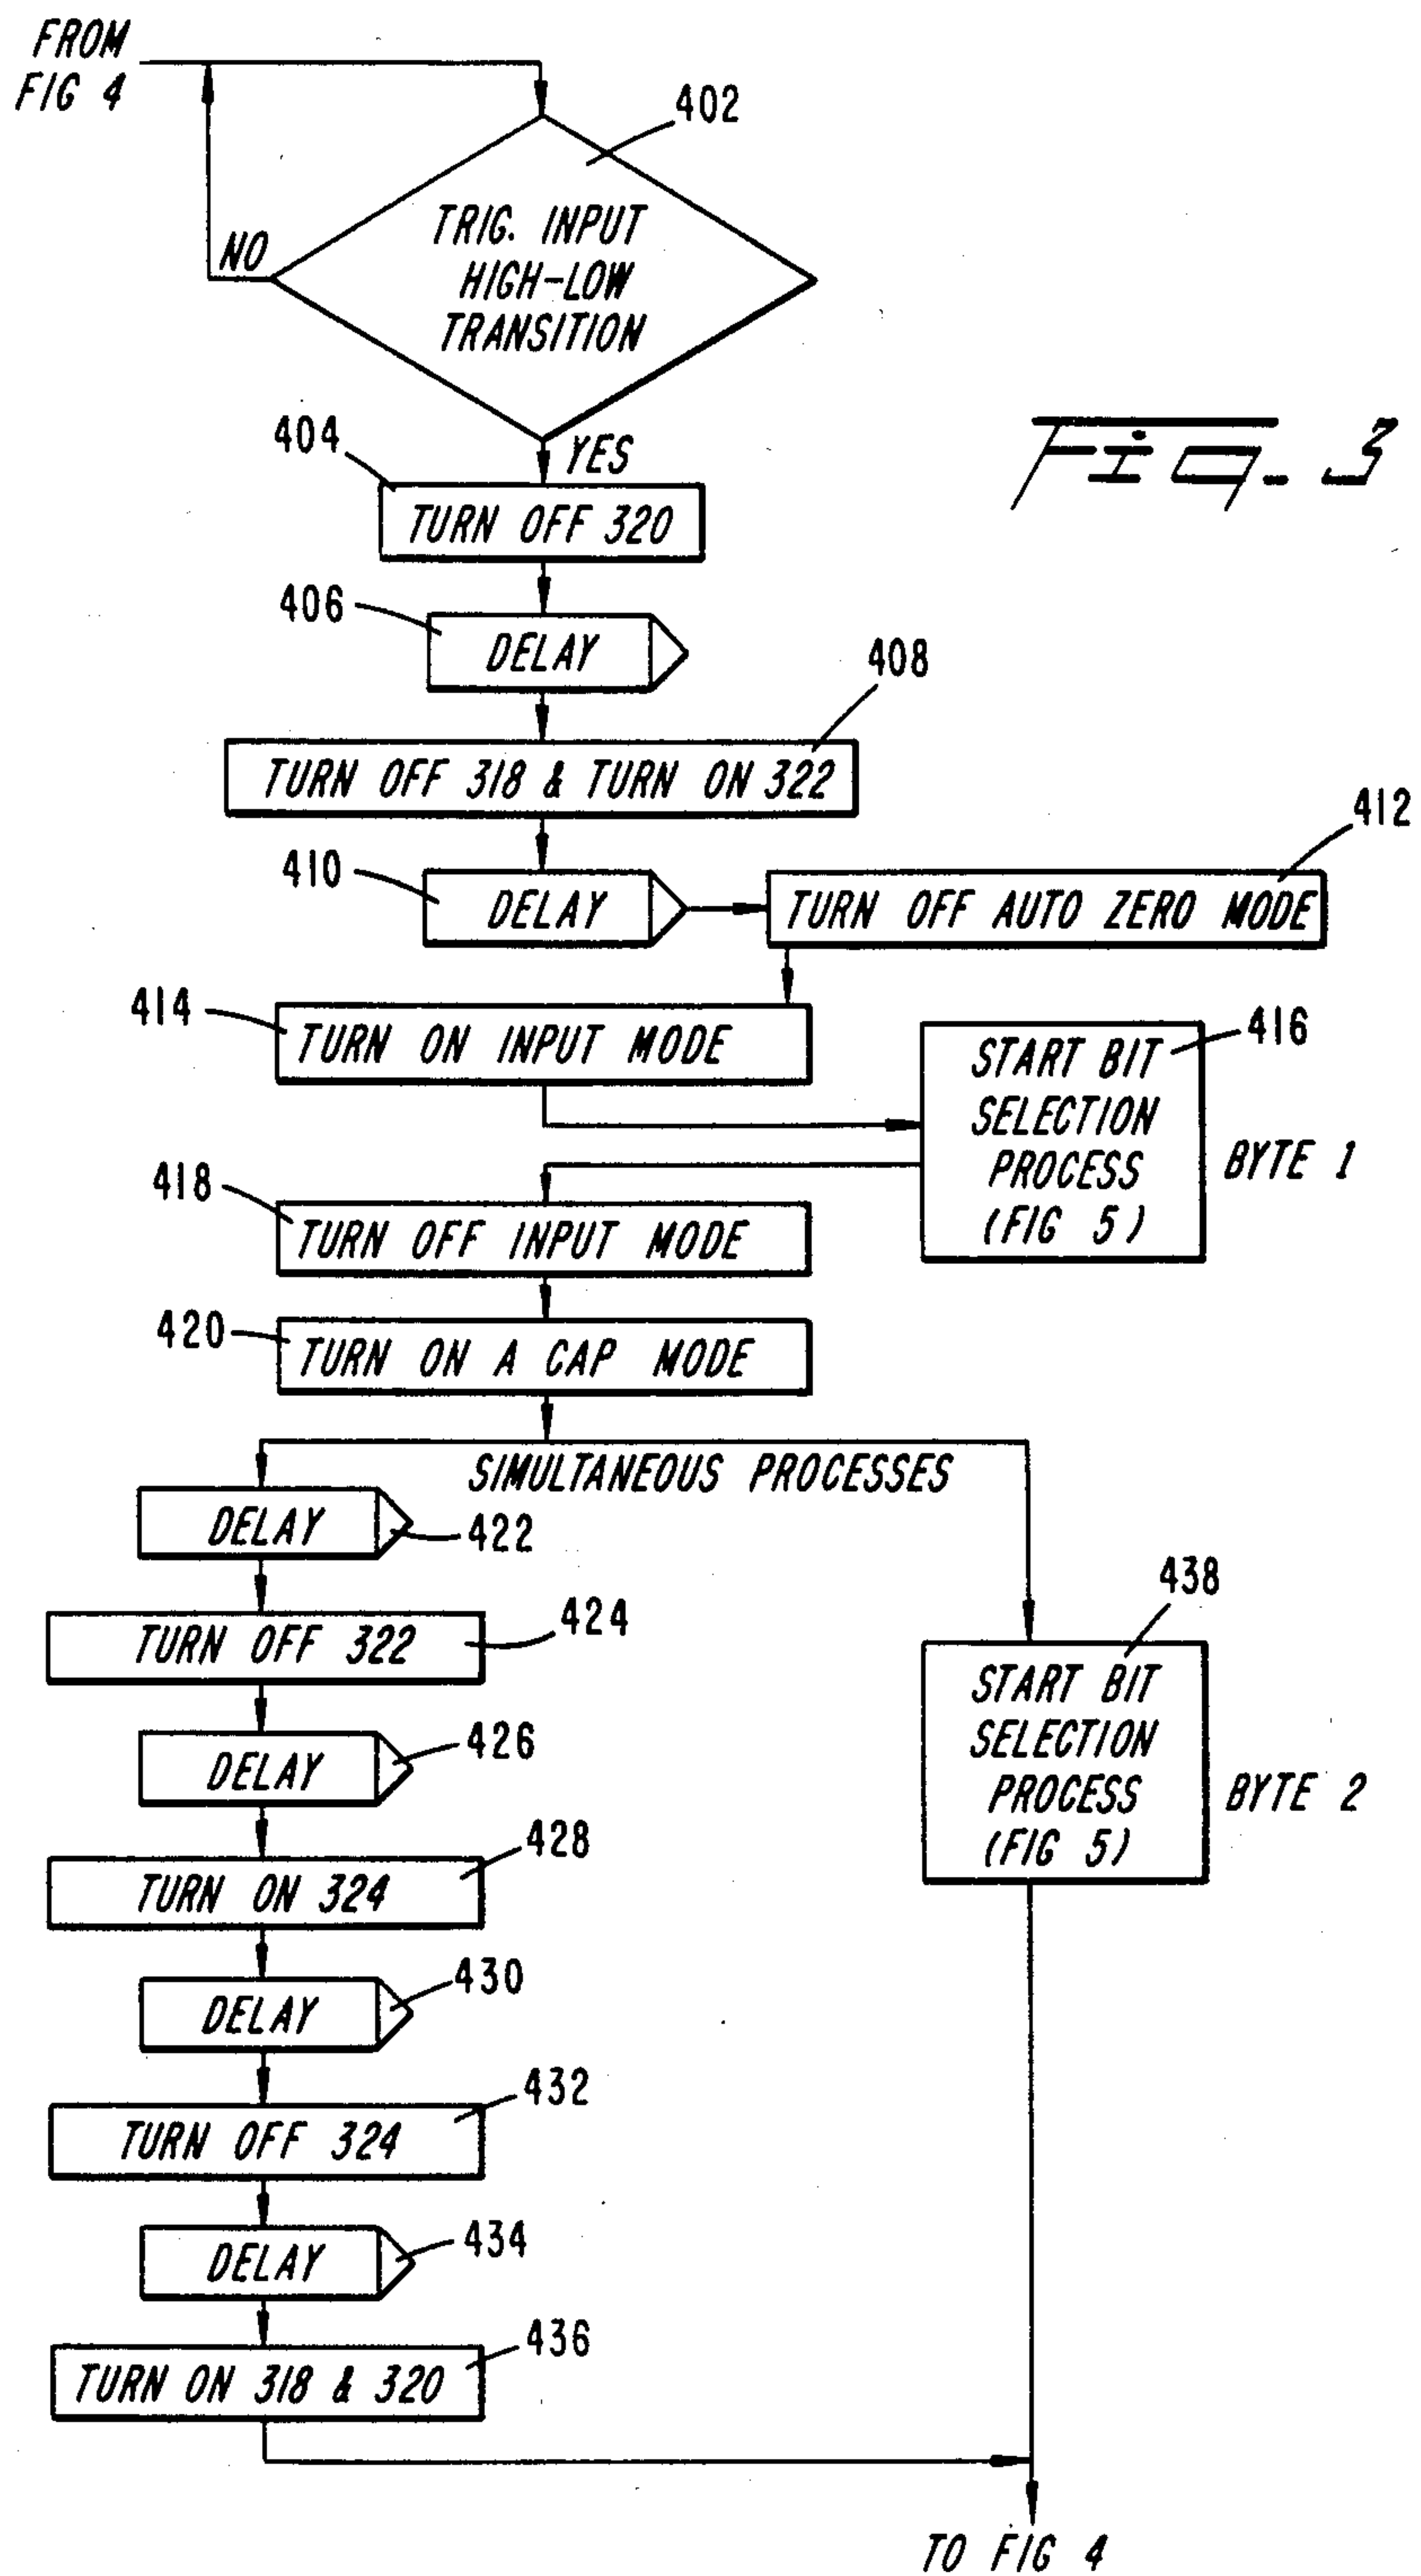 FROM
FIG 4
402
TRIG. INPUT
HIGH-LOW
TRANSITION
NO
YES
Fig. 3
404
TURN OFF 320
406
DELAY
408
TURN OFF 318 & TURN ON 322
410
DELAY
412
TURN OFF AUTO ZERO MODE
414
TURN ON INPUT MODE
416
START BIT
SELECTION
PROCESS
(FIG 5)
BYTE 1
418
TURN OFF INPUT MODE
420
TURN ON A CAP MODE
SIMULTANEOUS PROCESSES
DELAY
422
TURN OFF 322
424
DELAY
426
TURN ON 324
428
DELAY
430
TURN OFF 324
432
DELAY
434
TURN ON 318 & 320
436
438
START BIT
SELECTION
PROCESS
(FIG 5)
BYTE 2
TO FIG 4